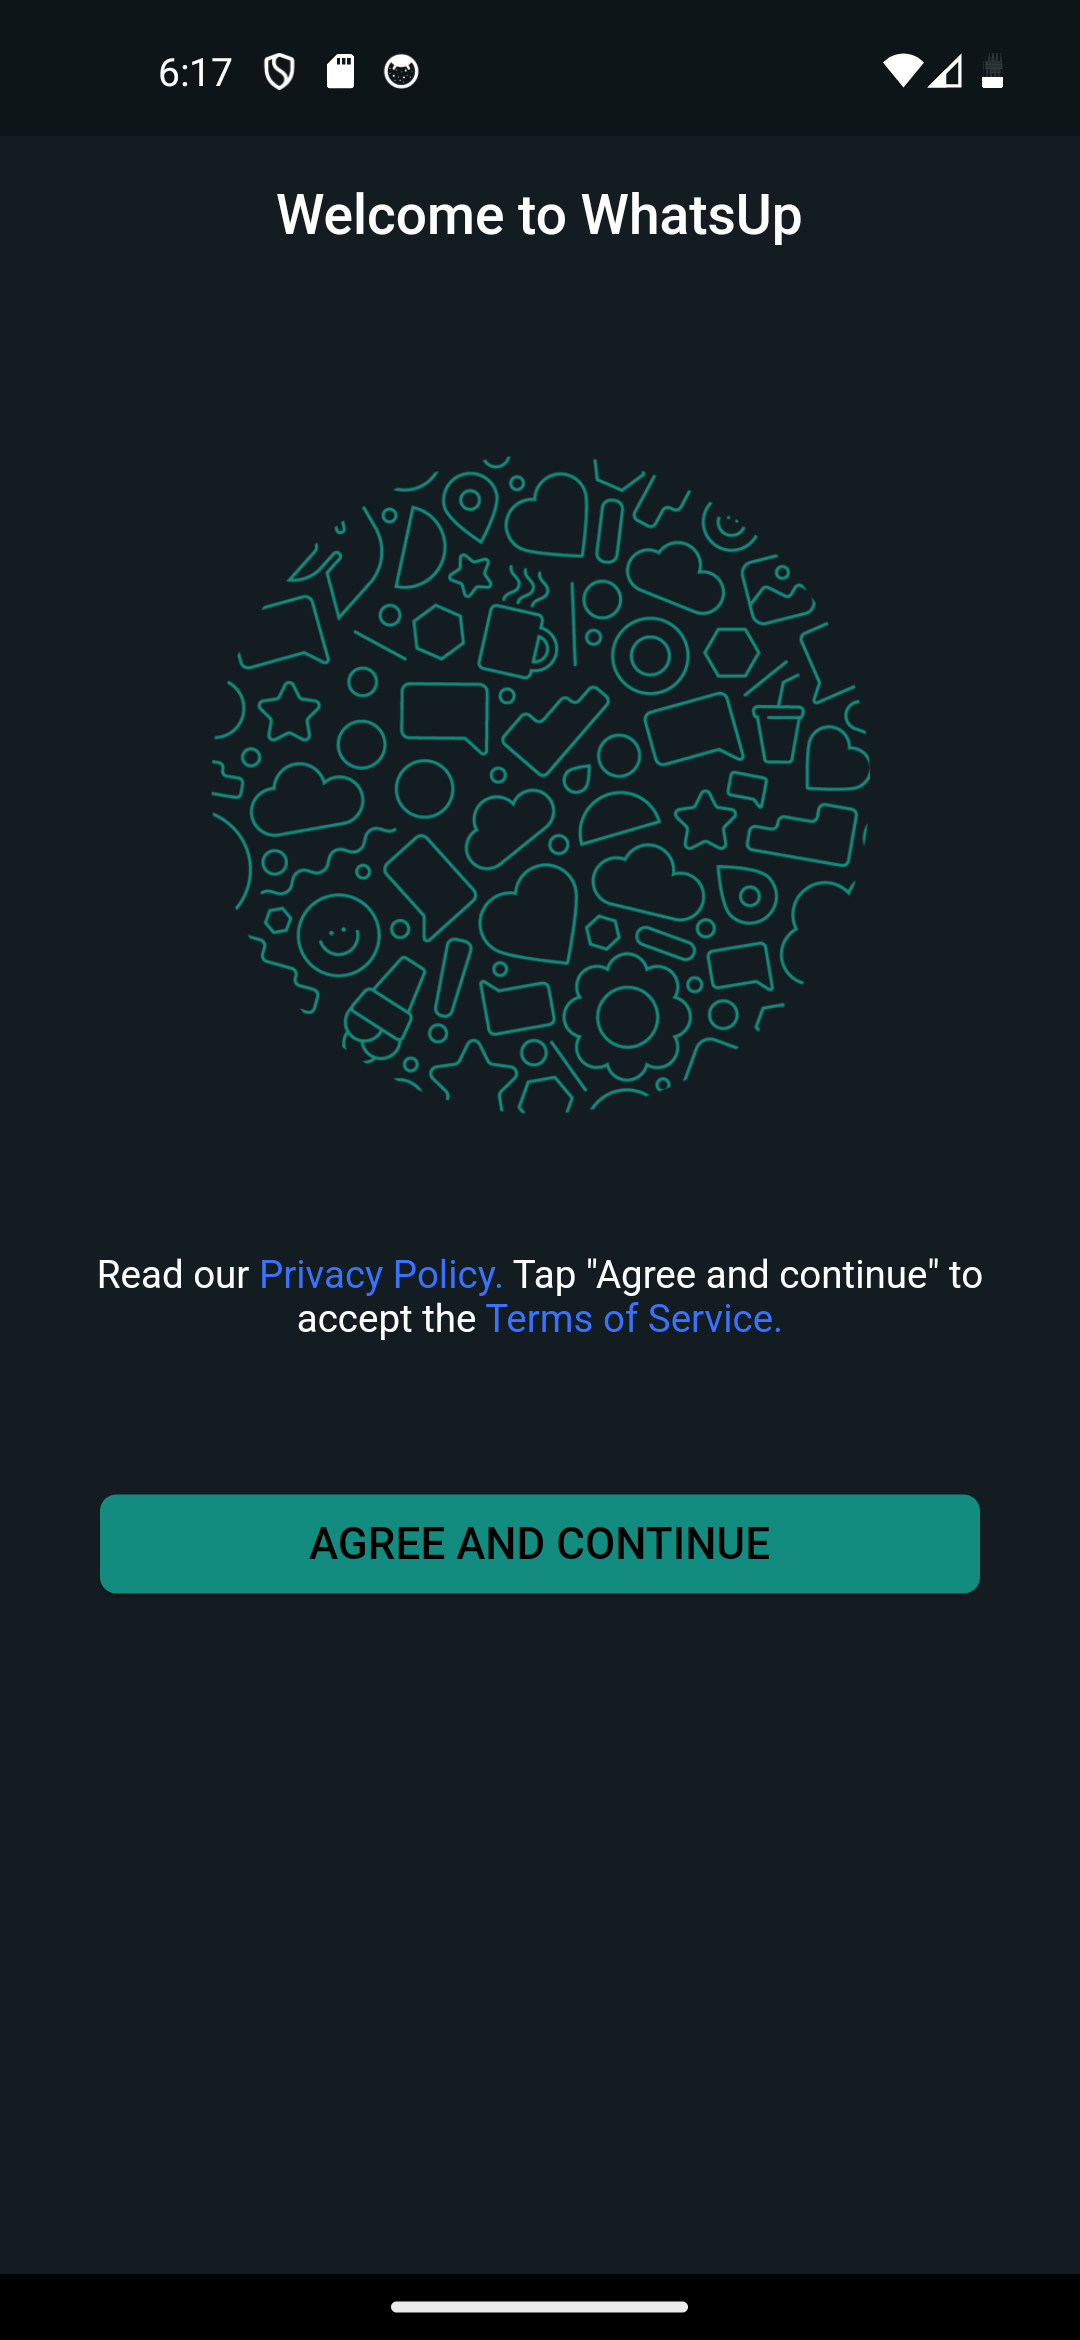 6:17
Welcome to WhatsUp
Read our Privacy Policy. Tap "Agree and continue" to
accept the Terms of Service.
AGREE AND CONTINUE